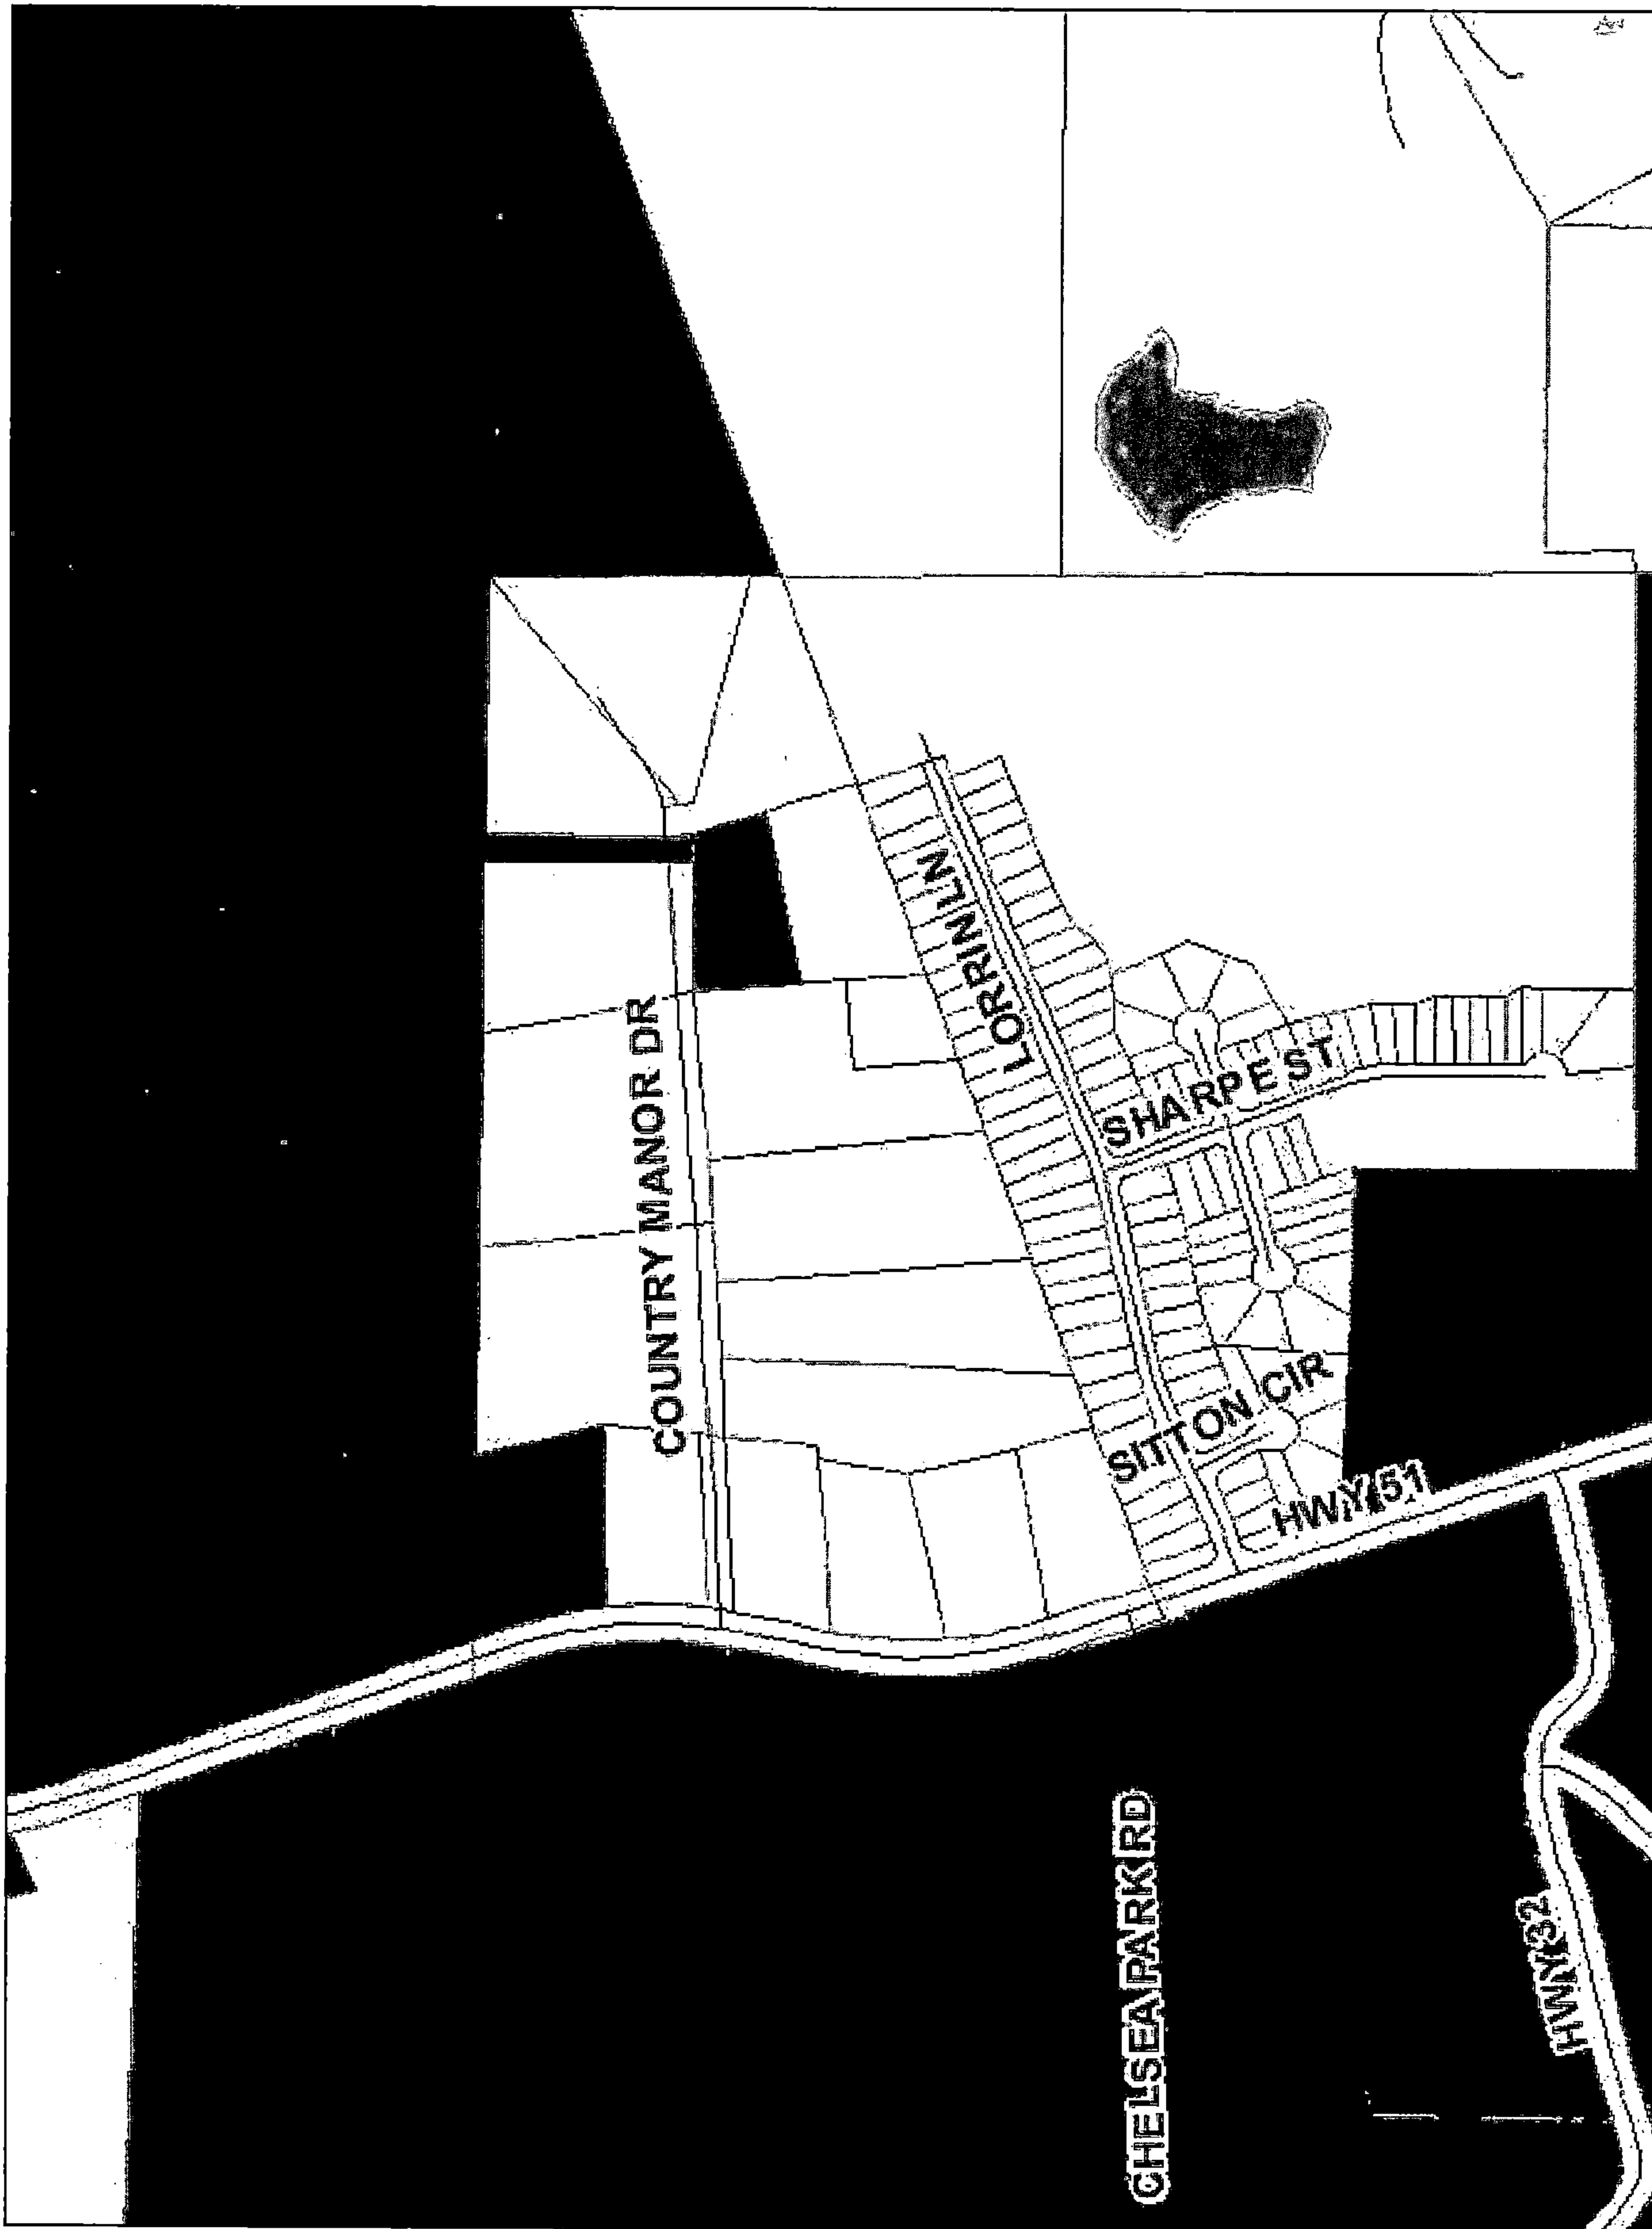 COUNTRY MANOR DR
LORRIN LN
SHARPE ST
SITTON CIR
HWY 51
CHELSEA PARK RD
HWY 32